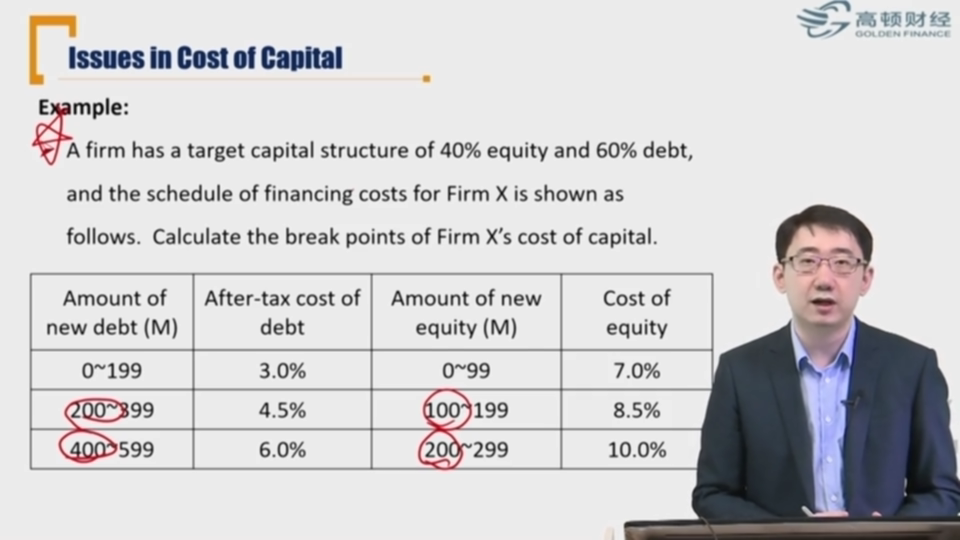 高顿财经
GOLDEN FINANCE
Issues in Cost of Capital
Example:
A firm has a target capital structure of 40% equity and 60% debt,
and the schedule of financing costs for Firm X is shown as
follows. Calculate the break points of Firm X's cost of capital.
Amount of new debt (M) After-tax cost of debt Amount of new equity (M) Cost of equity
0~199 3.0% 0~99 7.0%
200~399 4.5% 100~199 8.5%
400~599 6.0% 200~299 10.0%